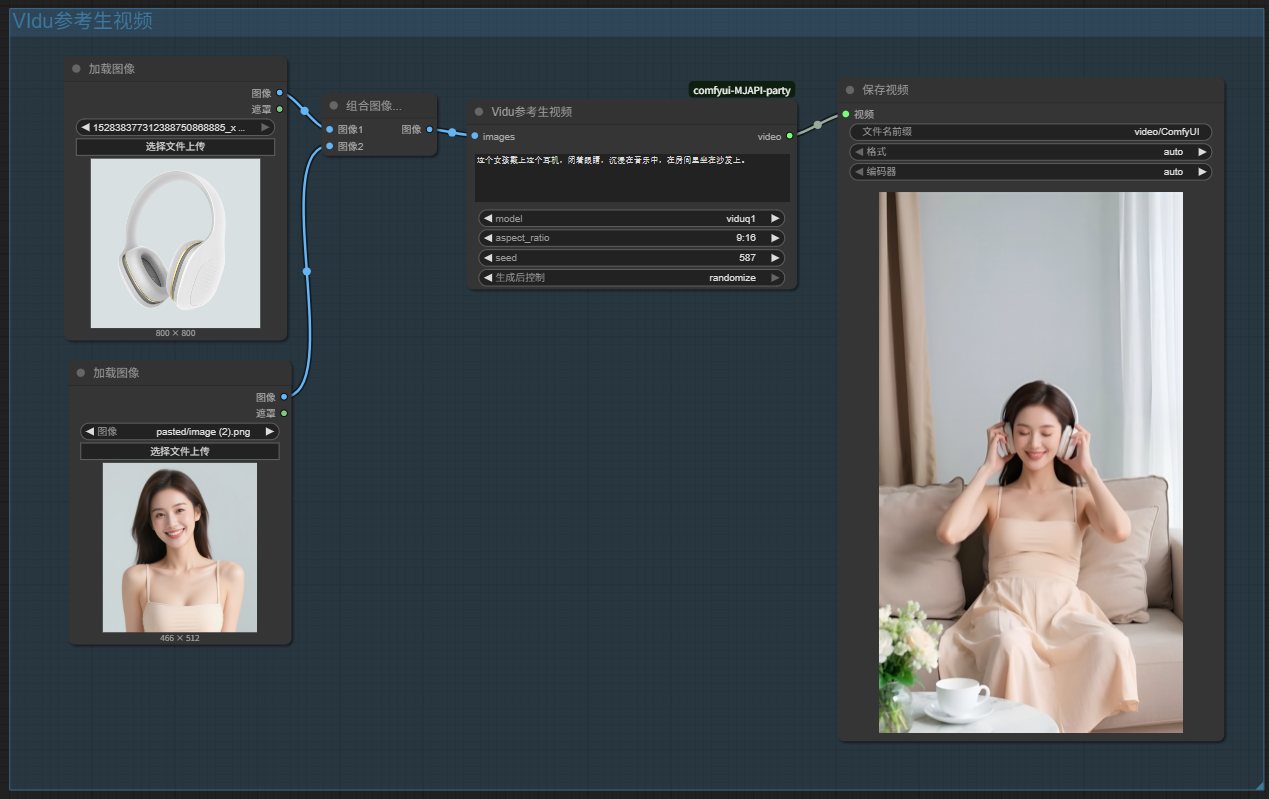 VIdu参考生视频
加载图像
图像
遮罩
152838377312388750868885_x ...
选择文件上传
800 × 800
加载图像
图像
遮罩
图像 pasted/image (2).png
选择文件上传
466 × 512
组合图像...
图像1 图像
图像2
comfyui-MJAPI-party
Vidu参考生视频
images video
这个女孩戴上这个耳机，闭着眼睛，沉浸在音乐中，在房间里坐在沙发上。
model viduq1
aspect_ratio 9:16
seed 587
生成后控制 randomize
保存视频
视频
文件名前缀 video/ComfyUI
格式 auto
编码器 auto